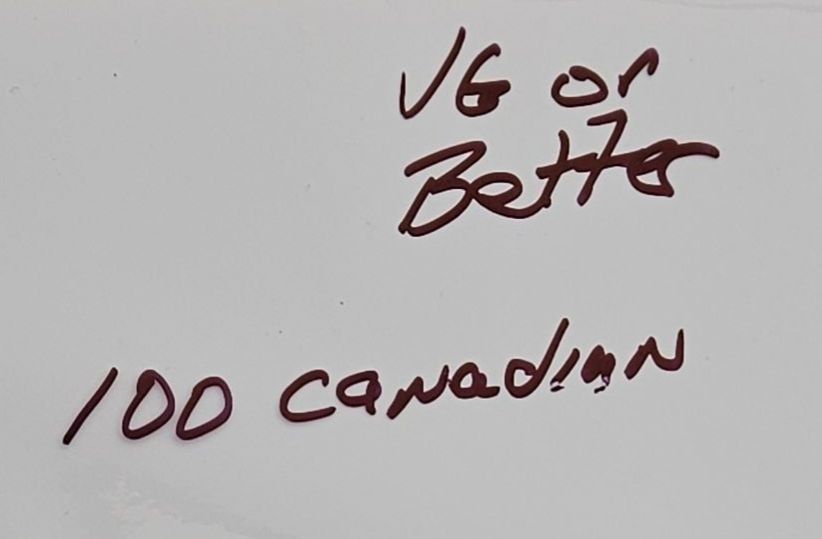 VG or
Better
100 Canadian